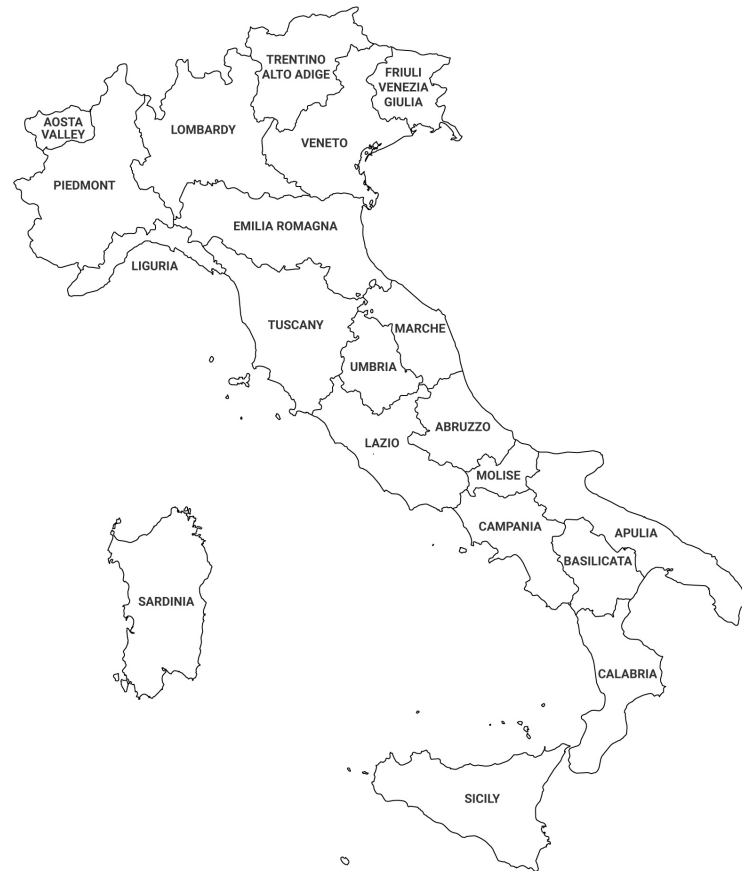 TRENTINO
ALTO ADIGE
FRIULI
VENEZIA
GIULIA
AOSTA
VALLEY
LOMBARDY
VENETO
PIEDMONT
EMILIA ROMAGNA
LIGURIA
TUSCANY
MARCHE
UMBRIA
ABRUZZO
LAZIO
MOLISE
CAMPANIA
APULIA
BASILICATA
SARDINIA
CALABRIA
SICILY